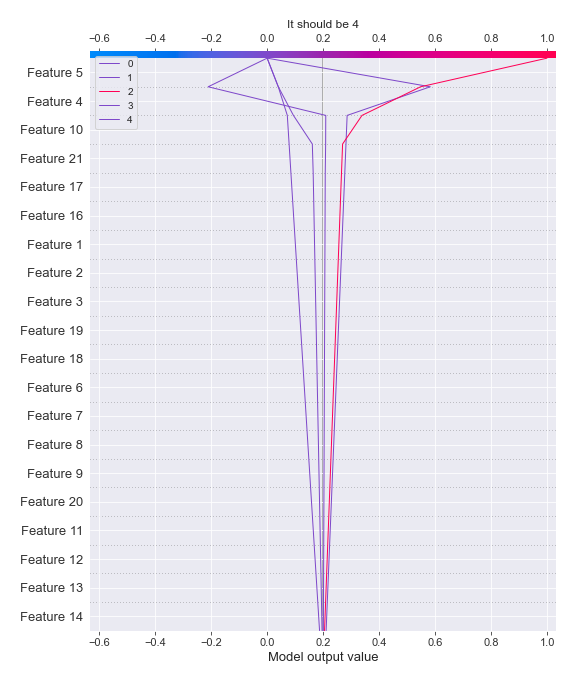 It should be 4
−0.6 −0.4 −0.2 0.0 0.2 0.4 0.6 0.8 1.0
0
1
2
3
4
Feature 5
Feature 4
Feature 10
Feature 21
Feature 17
Feature 16
Feature 1
Feature 2
Feature 3
Feature 19
Feature 18
Feature 6
Feature 7
Feature 8
Feature 9
Feature 20
Feature 11
Feature 12
Feature 13
Feature 14
−0.6 −0.4 −0.2 0.0 0.2 0.4 0.6 0.8 1.0
Model output value